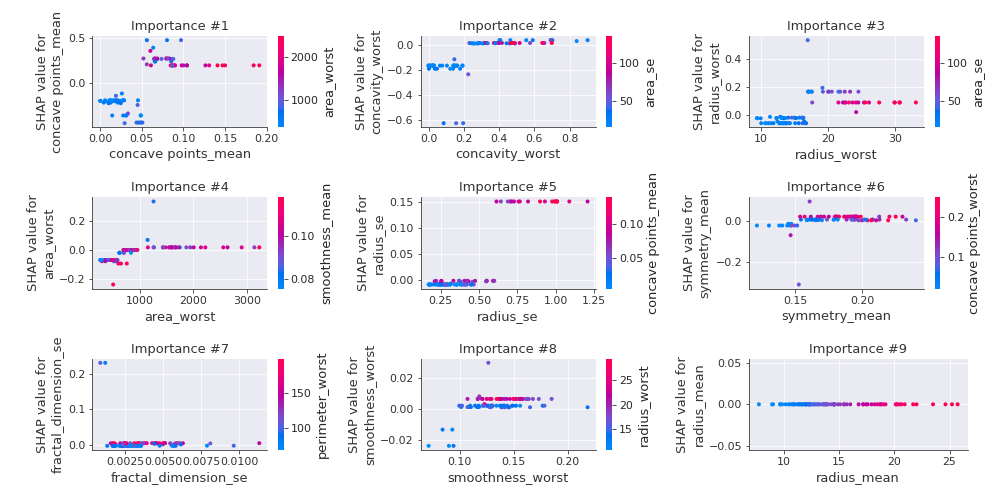 Importance #1
SHAP value for
concave points_mean
0.5
0.0
0.00 0.05 0.10 0.15 0.20
concave points_mean
2000
1000
area_worst
Importance #2
SHAP value for
concavity_worst
0.0
−0.2
−0.4
−0.6
0.0 0.2 0.4 0.6 0.8
concavity_worst
100
50
area_se
Importance #3
SHAP value for
radius_worst
0.4
0.2
0.0
10 20 30
radius_worst
100
50
area_se
Importance #4
SHAP value for
area_worst
0.2
0.0
−0.2
1000 2000 3000
area_worst
0.10
0.08
smoothness_mean
Importance #5
SHAP value for
radius_se
0.15
0.10
0.05
0.00
0.25 0.50 0.75 1.00 1.25
radius_se
0.10
0.05
concave points_mean
Importance #6
SHAP value for
symmetry_mean
0.0
−0.2
0.15 0.20
symmetry_mean
0.2
0.1
concave points_worst
Importance #7
SHAP value for
fractal_dimension_se
0.2
0.1
0.0
0.0025 0.0050 0.0075 0.0100
fractal_dimension_se
150
100
perimeter_worst
Importance #8
SHAP value for
smoothness_worst
0.02
0.00
−0.02
0.10 0.15 0.20
smoothness_worst
25
20
15
radius_worst
Importance #9
SHAP value for
radius_mean
0.05
0.00
−0.05
10 15 20 25
radius_mean